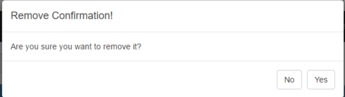 Remove Confirmation!
Are you sure you want to remove it?
No Yes